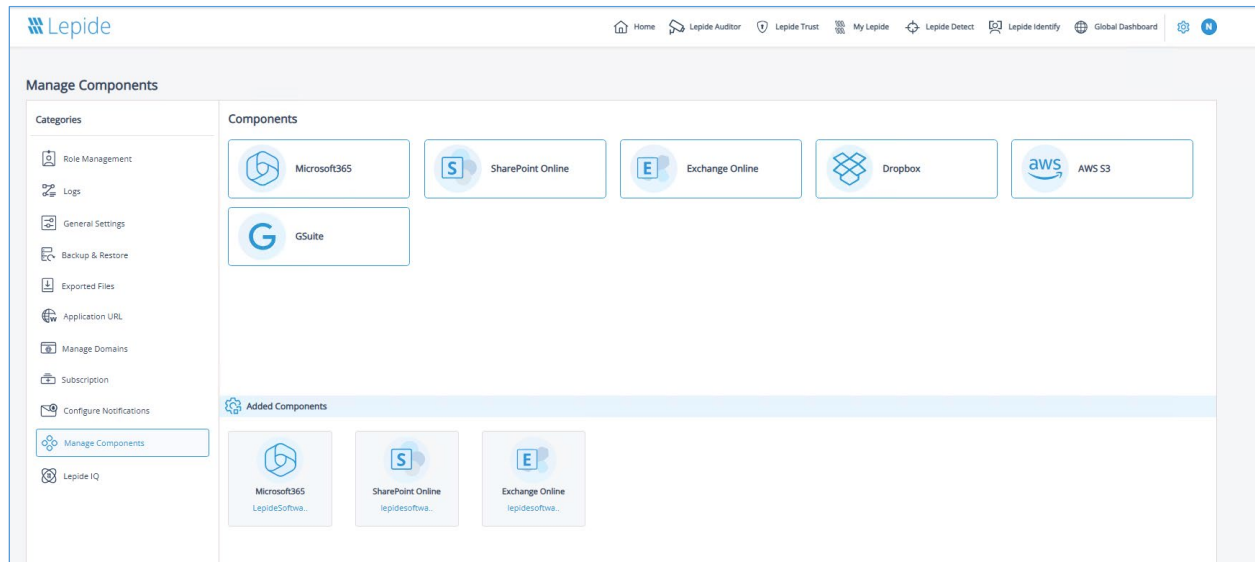 Lepide
Home Lepide Auditor Lepide Trust My Lepide Lepide Detect Lepide Identify Global Dashboard N
Manage Components
Categories
Role Management
Logs
General Settings
Backup & Restore
Exported Files
Application URL
Manage Domains
Subscription
Configure Notifications
Manage Components
Lepide IQ
Components
Microsoft365 S SharePoint Online E Exchange Online Dropbox aws AWS S3
G GSuite
Added Components
S E
Microsoft365 SharePoint Online Exchange Online
LepideSoftwa.. lepidesoftwa.. lepidesoftwa..